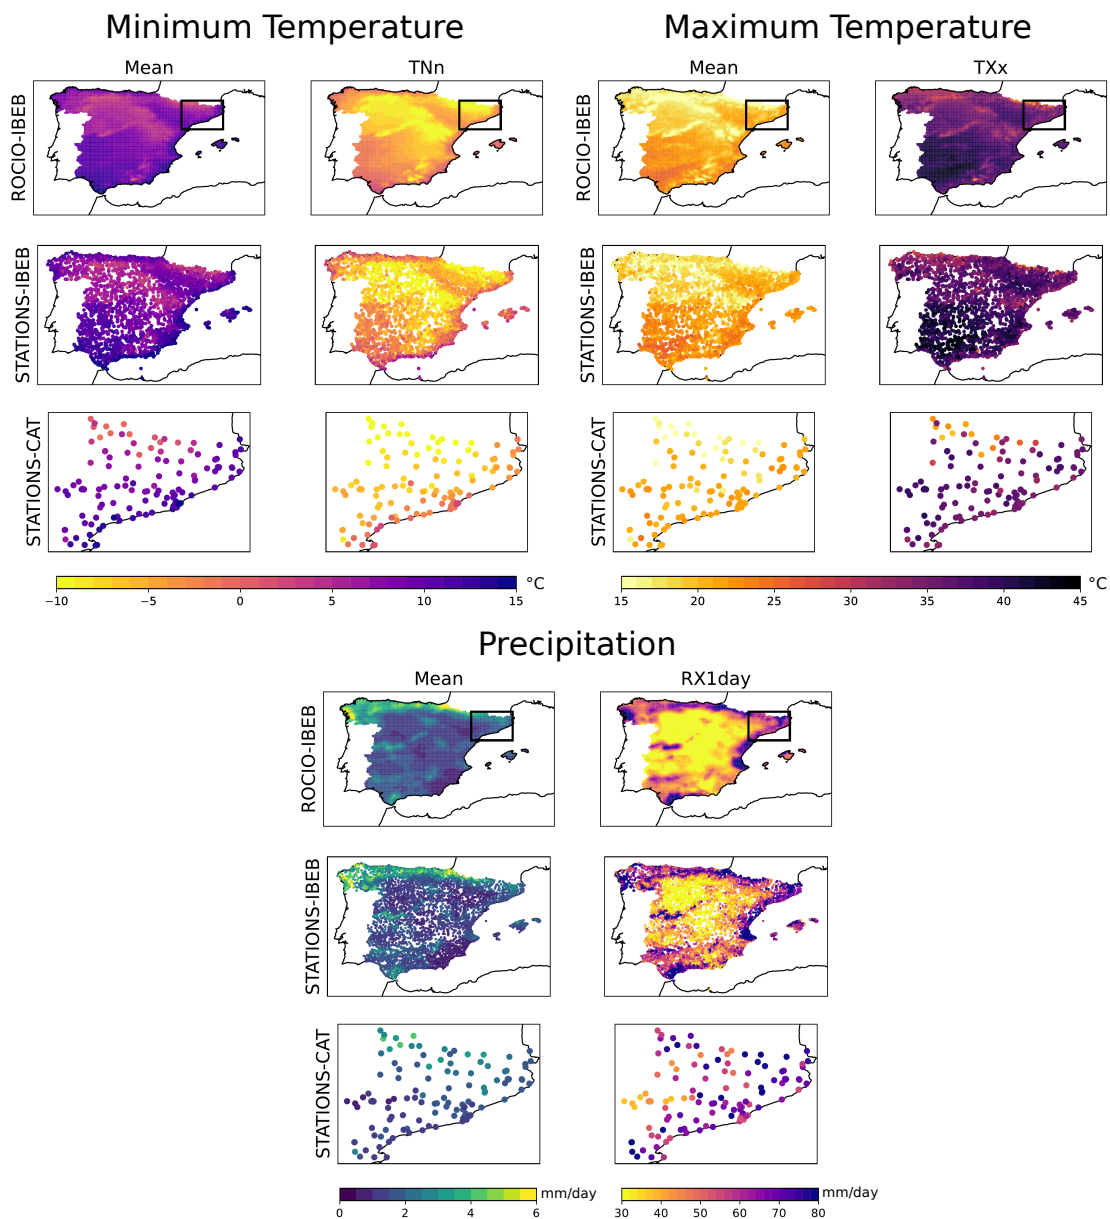 Minimum Temperature
Maximum Temperature
Mean
TNn
Mean
TXx
ROCIO-IBEB
ROCIO-IBEB
STATIONS-IBEB
STATIONS-IBEB
STATIONS-CAT
STATIONS-CAT
°C
−10 −5 0 5 10 15
°C
15 20 25 30 35 40 45
Precipitation
Mean
RX1day
ROCIO-IBEB
STATIONS-IBEB
STATIONS-CAT
mm/day
0 2 4 6
mm/day
30 40 50 60 70 80